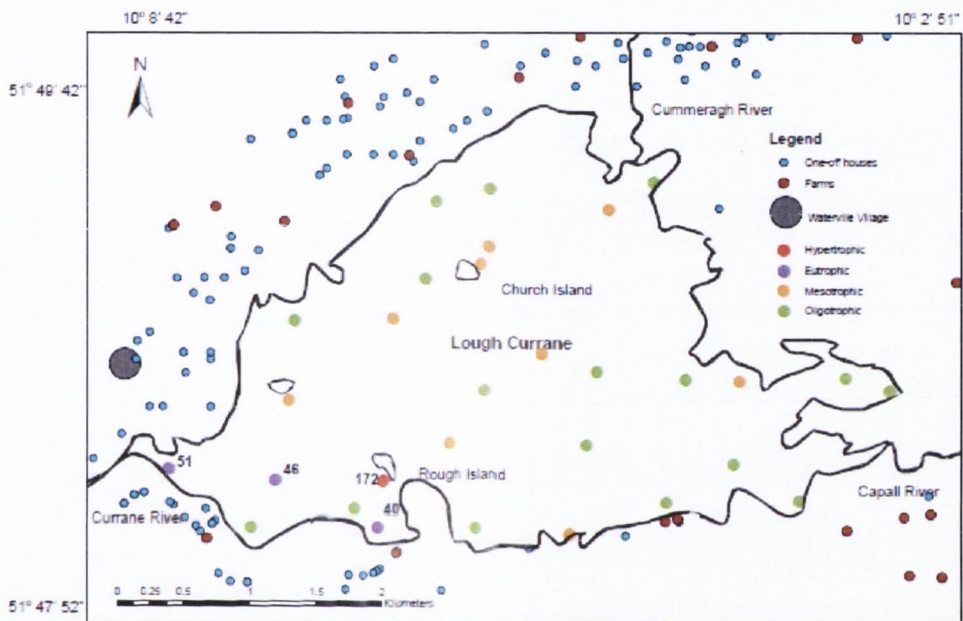 10° 8' 42"
10° 2' 51"
51° 49' 42"
N
Cummeragh River
Legend
One-of houses
Farms
Waterville Village
Hypertrophic
Eutrophic
Mesotrophic
Oligotrophic
Church Island
Lough Currane
51
46
172
Rough Island
40
Currane River
Capall River
0 0.25 0.5 1 1.5 2
Kilometers
51° 47' 52"